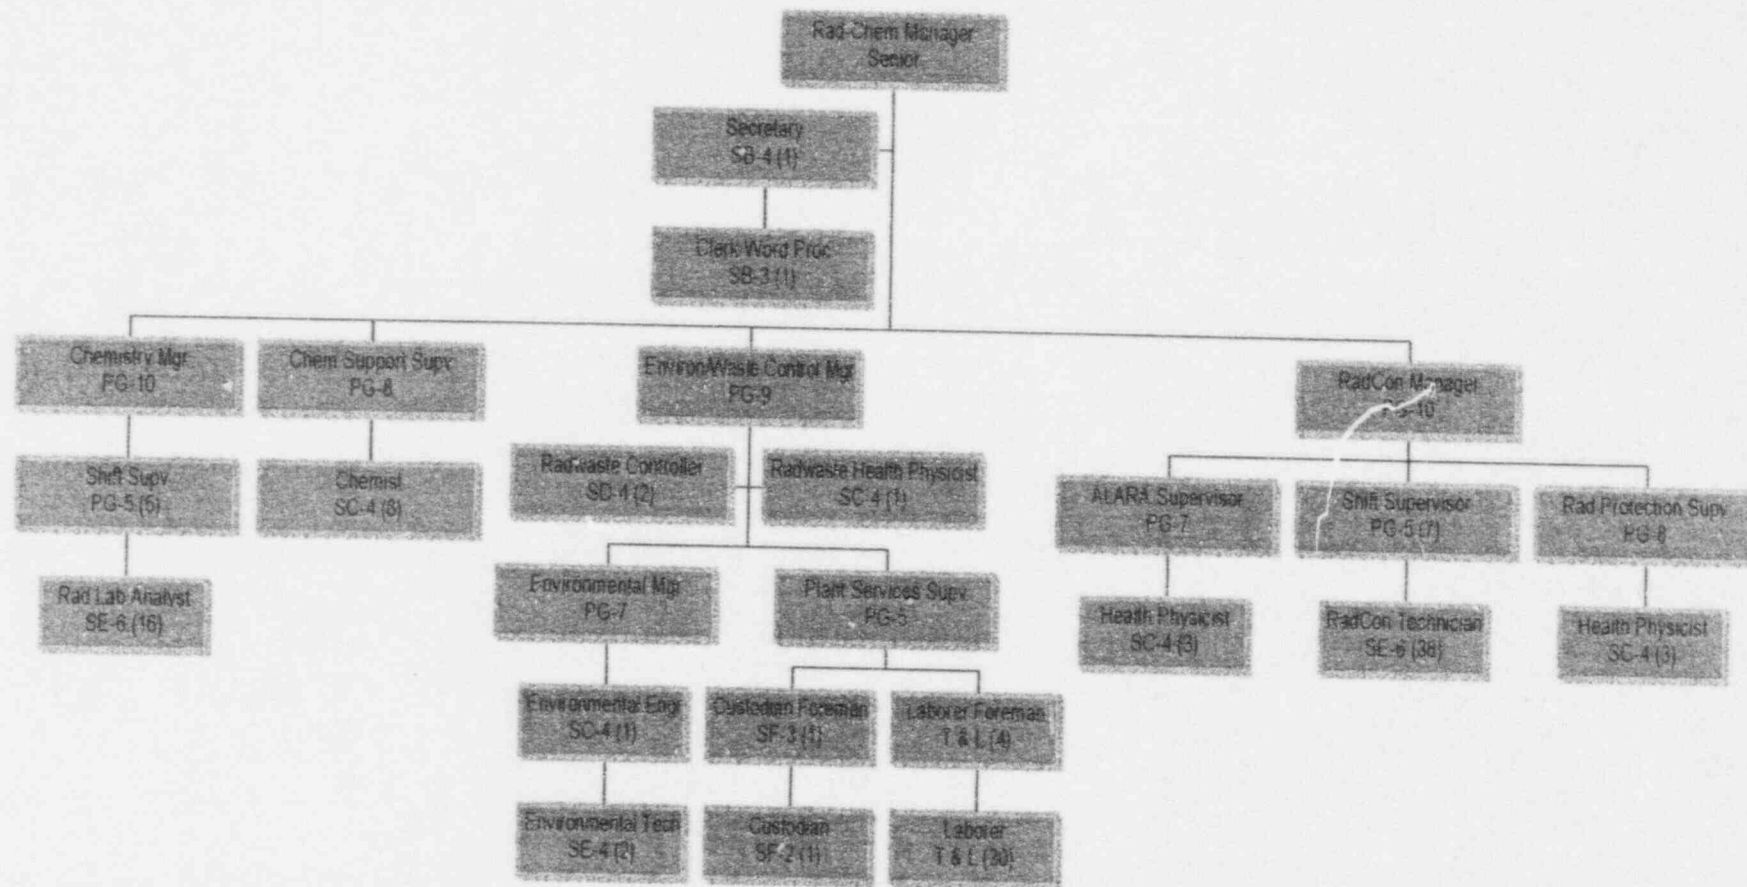 Rad-Chem Manager
Senior
Secretary
SB-4 (1)
Clerk Word Proc
SB-3 (1)
Chemistry Mgr
PG-10
Chem Support Supv
PG-8
Environ/Waste Control Mgr
PG-9
RadCon Manager
PG-10
Shift Supv
PG-5
Chemist
SC-4
Radwaste Controller
SD-4 (2)
Radwaste Health Physicist
SC-4 (1)
ALARA Supervisor
PG-7
Shift Supervisor
PG-5 (7)
Rad Protection Supv
PG-8
Rad Lab Analyst
SE-6 (16)
Environmental Mgr
PG-7
Plant Services Supv.
PG-5
Health Physicist
SC-4 (3)
RadCon Technician
SE-6
Health Physicist
SC-4 (3)
Environmental Engr
SC-4 (1)
Custodian Foreman
SF-3 (1)
Laborer Foreman
T & L (4)
Environmental Tech
SE-4 (2)
Custodian
SF-2 (1)
Laborer
T & L